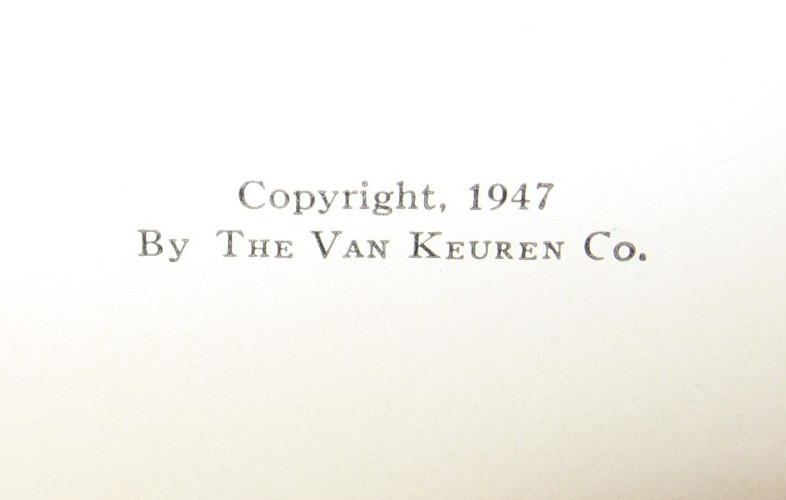 Copyright, 1947
By THE VAN KEUREN Co.